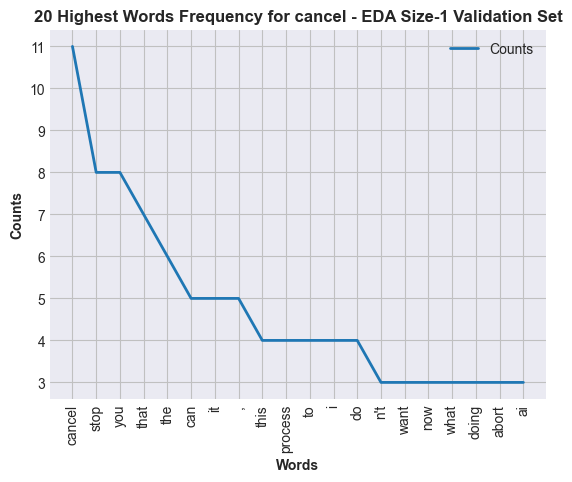 20 Highest Words Frequency for cancel - EDA Size-1 Validation Set
Counts
11
10
9
8
7
6
5
4
3
Counts
cancel
stop
you
that
the
can
it
,
this
process
to
i
do
n't
want
now
what
doing
abort
ai
Words